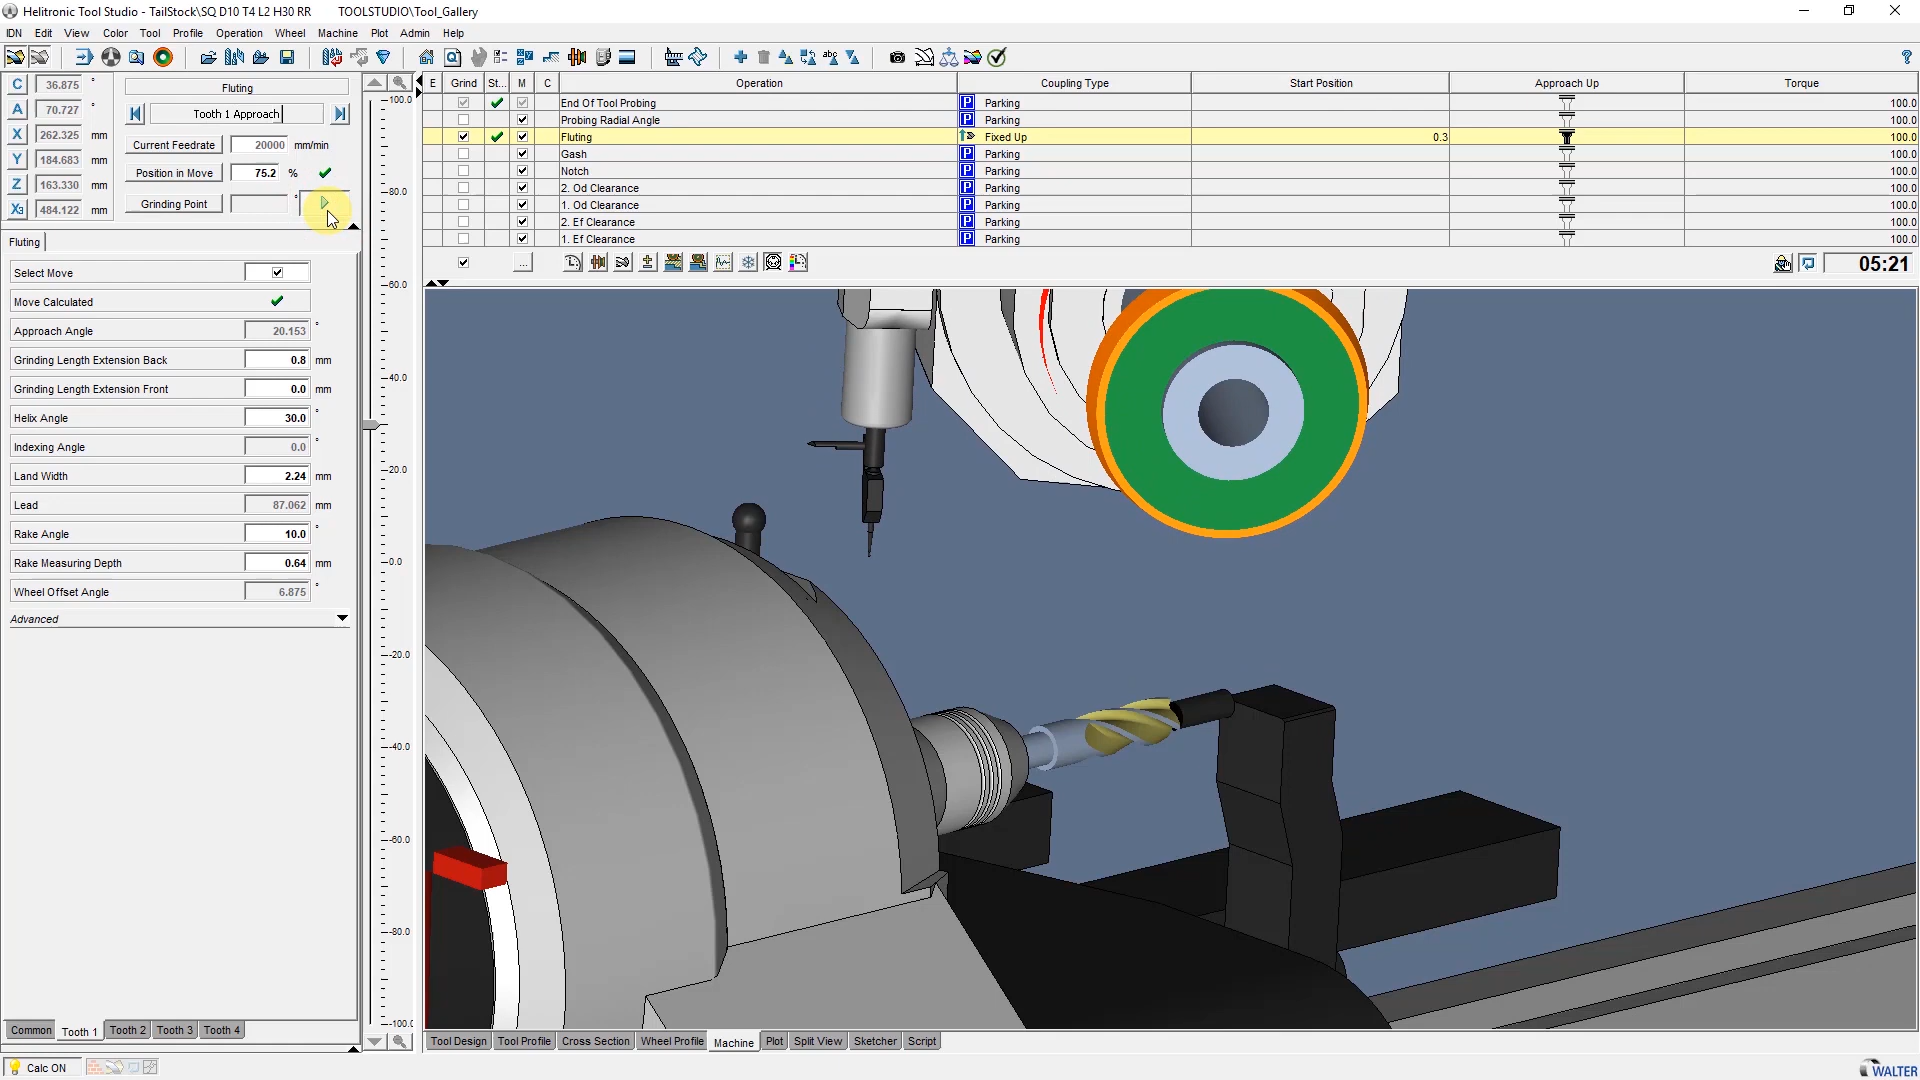 Helitronic Tool Studio - TailStock\SQ D10 T4 L2 H30 RR TOOLSTUDIO\Tool_Gallery
IDN Edit View Color Tool Profile Operation Wheel Machine Plot Admin Help
C 36.875 °
A 70.727 °
X 262.325 mm
Y 184.683 mm
Z 163.330 mm
X3 484.122 mm
Fluting
Tooth 1 Approach
Current Feedrate 20000 mm/min
Position in Move 75.2 %
Grinding Point °
Fluting
Select Move
Move Calculated
Approach Angle 20.153 °
Grinding Length Extension Back 0.8 mm
Grinding Length Extension Front 0.0 mm
Helix Angle 30.0 °
Indexing Angle 0.0 °
Land Width 2.24 mm
Lead 87.062 mm
Rake Angle 10.0 °
Rake Measuring Depth 0.64 mm
Wheel Offset Angle 6.875 °
Advanced
Common Tooth 1 Tooth 2 Tooth 3 Tooth 4
Calc ON
100.0
80.0
60.0
40.0
20.0
0.0
-20.0
-40.0
-60.0
-80.0
-100.0
E Grind St... M C Operation Coupling Type Start Position Approach Up Torque
End Of Tool Probing P Parking 100.0
Probing Radial Angle P Parking 100.0
Fluting Fixed Up 0.3 100.0
Gash P Parking 100.0
Notch P Parking 100.0
2. Od Clearance P Parking 100.0
1. Od Clearance P Parking 100.0
2. Ef Clearance P Parking 100.0
1. Ef Clearance P Parking 100.0
... 05:21
Tool Design Tool Profile Cross Section Wheel Profile Machine Plot Split View Sketcher Script
WALTER